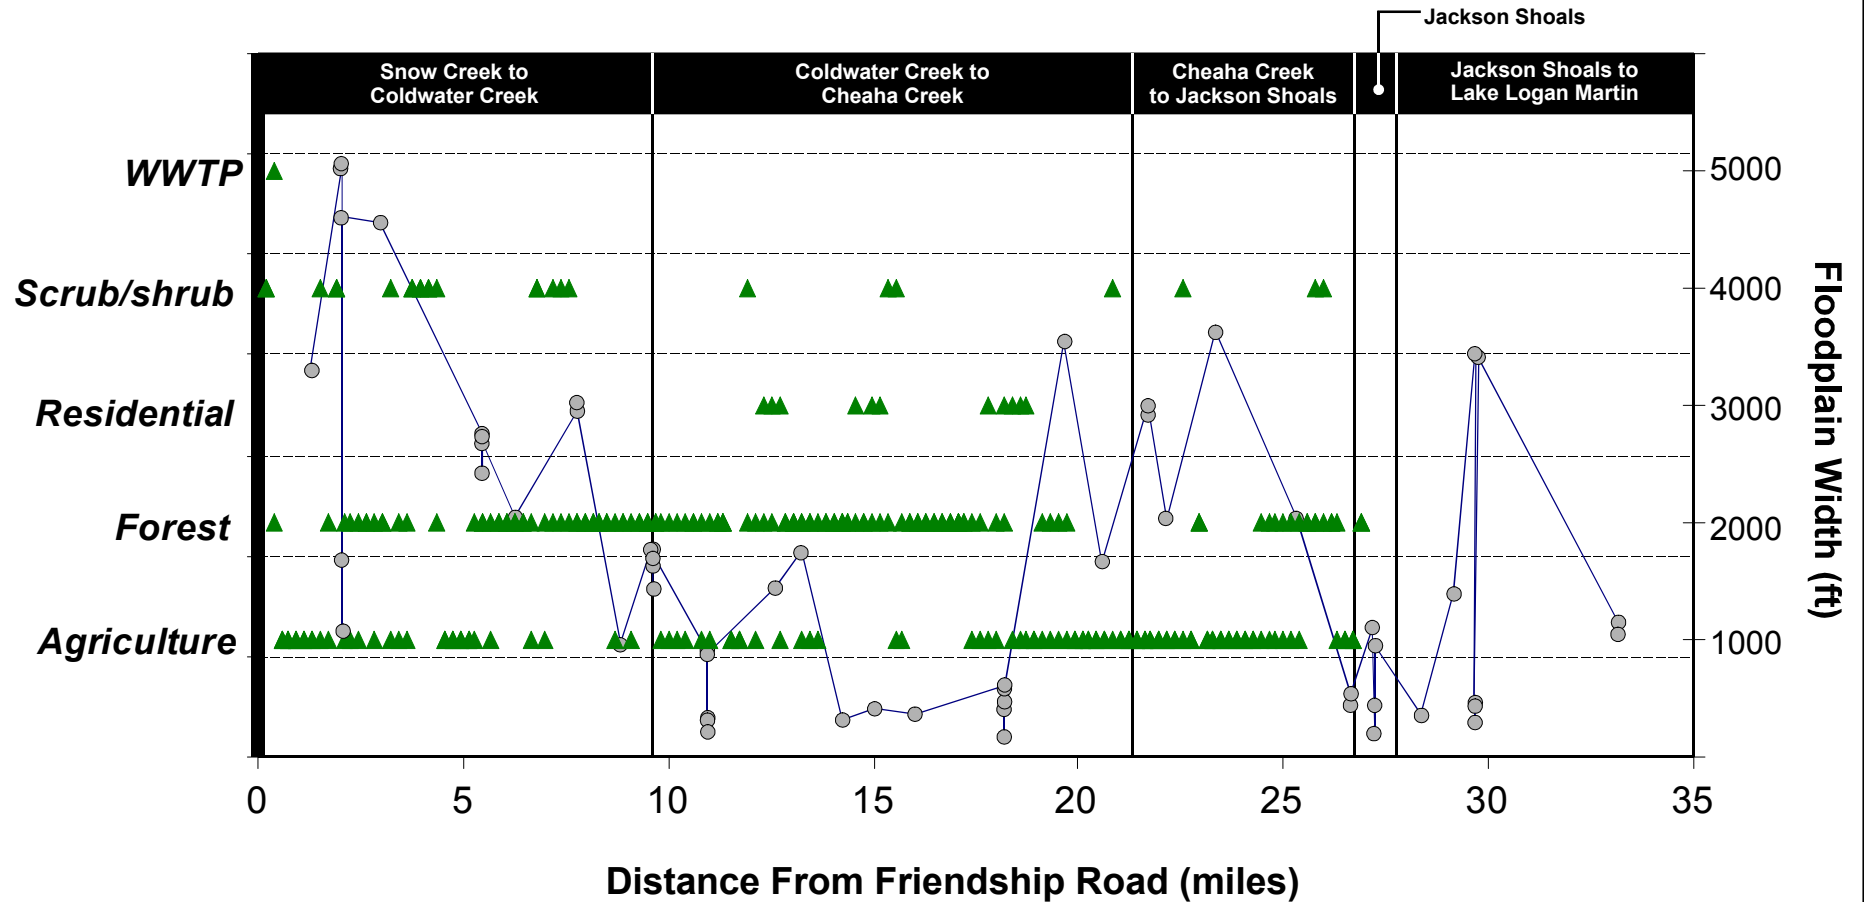 Jackson Shoals
Snow Creek to
Coldwater Creek
Coldwater Creek to
Cheaha Creek
Cheaha Creek
to Jackson Shoals
Jackson Shoals to
Lake Logan Martin
WWTP
Scrub/shrub
Residential
Forest
Agriculture
5000
4000
3000
2000
1000
Floodplain Width (ft)
0 5 10 15 20 25 30 35
Distance From Friendship Road (miles)